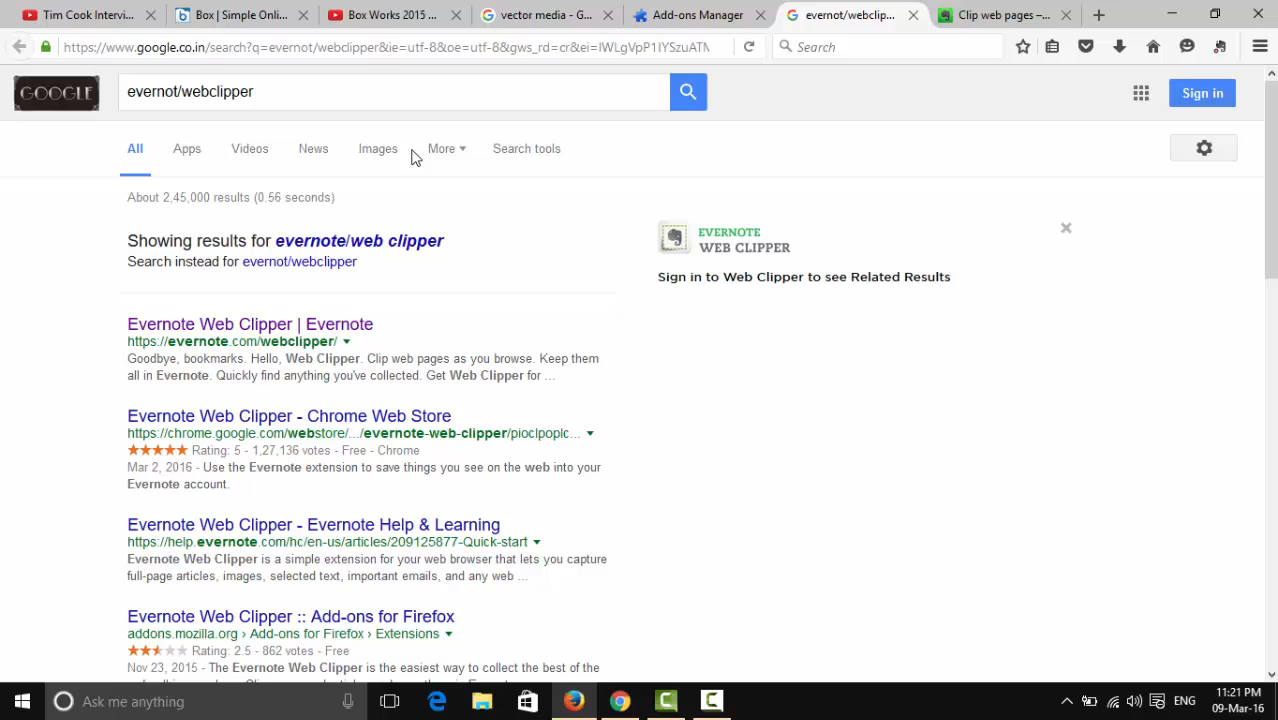 Tim Cook Intervie...
Box | Simple Onli...
Box Works 2015 ...
vector media - G...
Add-ons Manager
evernot/webclipp...
Clip web pages – ...
https://www.google.co.in/search?q=evernot/webclipper&ie=utf-8&oe=utf-8&gws_rd=cr&ei=IWLgVpP1IYSzuATN
Search
GOOGLE
evernot/webclipper
Sign in
All Apps Videos News Images More Search tools
About 2,45,000 results (0.56 seconds)
Showing results for evernote/web clipper
Search instead for evernot/webclipper
EVERNOTE
WEB CLIPPER
Sign in to Web Clipper to see Related Results
Evernote Web Clipper | Evernote
https://evernote.com/webclipper/
Goodbye, bookmarks. Hello, Web Clipper. Clip web pages as you browse. Keep them
all in Evernote. Quickly find anything you've collected. Get Web Clipper for ...
Evernote Web Clipper - Chrome Web Store
https://chrome.google.com/webstore/.../evernote-web-clipper/pioclpoplc...
Rating: 5 - 1,27,136 votes - Free - Chrome
Mar 2, 2016 - Use the Evernote extension to save things you see on the web into your
Evernote account.
Evernote Web Clipper - Evernote Help & Learning
https://help.evernote.com/hc/en-us/articles/209125877-Quick-start
Evernote Web Clipper is a simple extension for your web browser that lets you capture
full-page articles, images, selected text, important emails, and any web ...
Evernote Web Clipper :: Add-ons for Firefox
addons.mozilla.org › Add-ons for Firefox › Extensions
Rating: 2.5 - 862 votes - Free
Nov 23, 2015 - The Evernote Web Clipper is the easiest way to collect the best of the
Ask me anything
ENG
11:21 PM
09-Mar-16